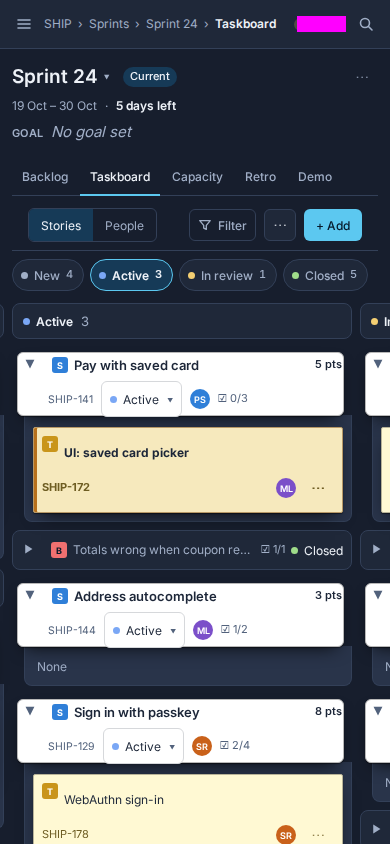 SHIP › Sprints › Sprint 24 › Taskboard
Sprint 24 Current
19 Oct – 30 Oct · 5 days left
GOAL No goal set
Backlog Taskboard Capacity Retro Demo
Stories People Filter ... + Add
New 4 Active 3 In review 1 Closed 5
Active 3
S Pay with saved card 5 pts
SHIP-141 Active PS 0/3
T UI: saved card picker
SHIP-172 ML ...
B Totals wrong when coupon re... 1/1 Closed
S Address autocomplete 3 pts
SHIP-144 Active ML 1/2
None
S Sign in with passkey 8 pts
SHIP-129 Active SR 2/4
T WebAuthn sign-in
SHIP-178 SR ...